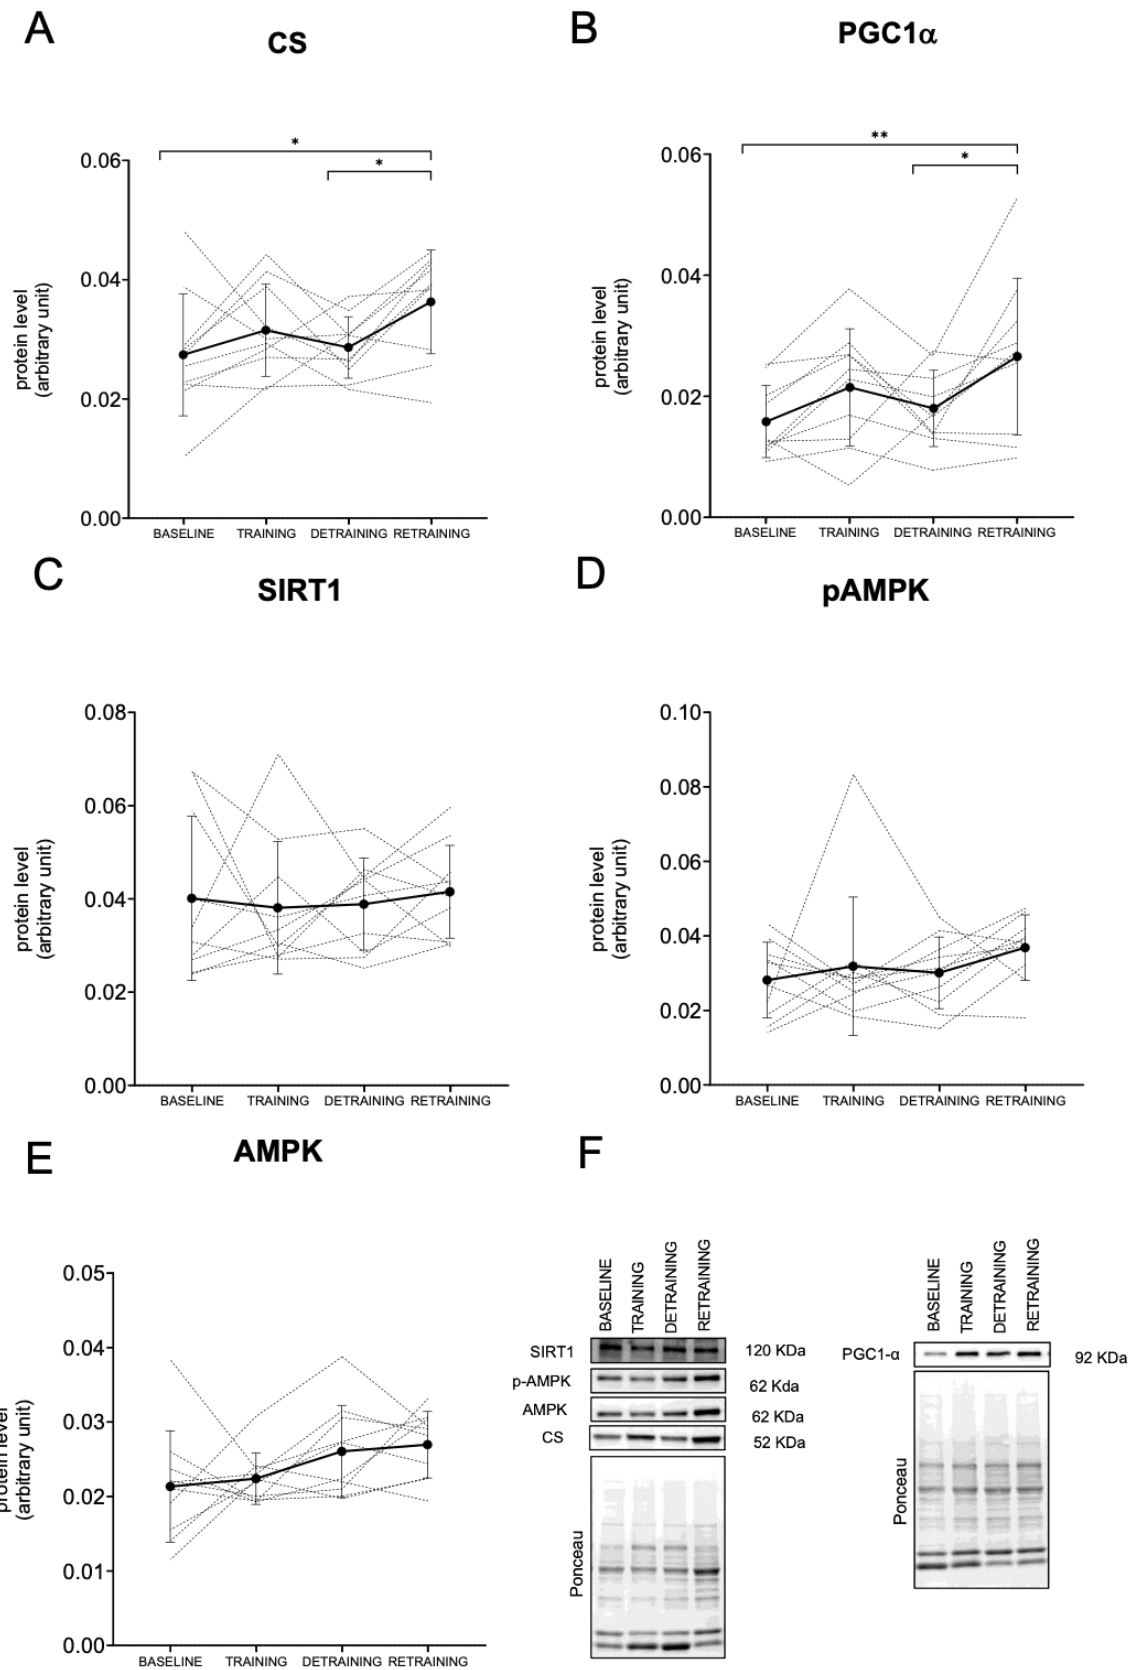 A
CS
*
*
0.06
0.04
0.02
0.00
protein level
(arbitrary unit)
BASELINE TRAINING DETRAINING RETRAINING
B
PGC1α
**
*
0.06
0.04
0.02
0.00
protein level
(arbitrary unit)
BASELINE TRAINING DETRAINING RETRAINING
C
SIRT1
0.08
0.06
0.04
0.02
0.00
protein level
(arbitrary unit)
BASELINE TRAINING DETRAINING RETRAINING
D
pAMPK
0.10
0.08
0.06
0.04
0.02
0.00
protein level
(arbitrary unit)
BASELINE TRAINING DETRAINING RETRAINING
E
AMPK
0.05
0.04
0.03
0.02
0.01
0.00
protein level
(arbitrary unit)
BASELINE TRAINING DETRAINING RETRAINING
F
BASELINE
TRAINING
DETRAINING
RETRAINING
SIRT1 120 KDa
p-AMPK 62 Kda
AMPK 62 KDa
CS 52 KDa
Ponceau
BASELINE
TRAINING
DETRAINING
RETRAINING
PGC1-α 92 KDa
Ponceau